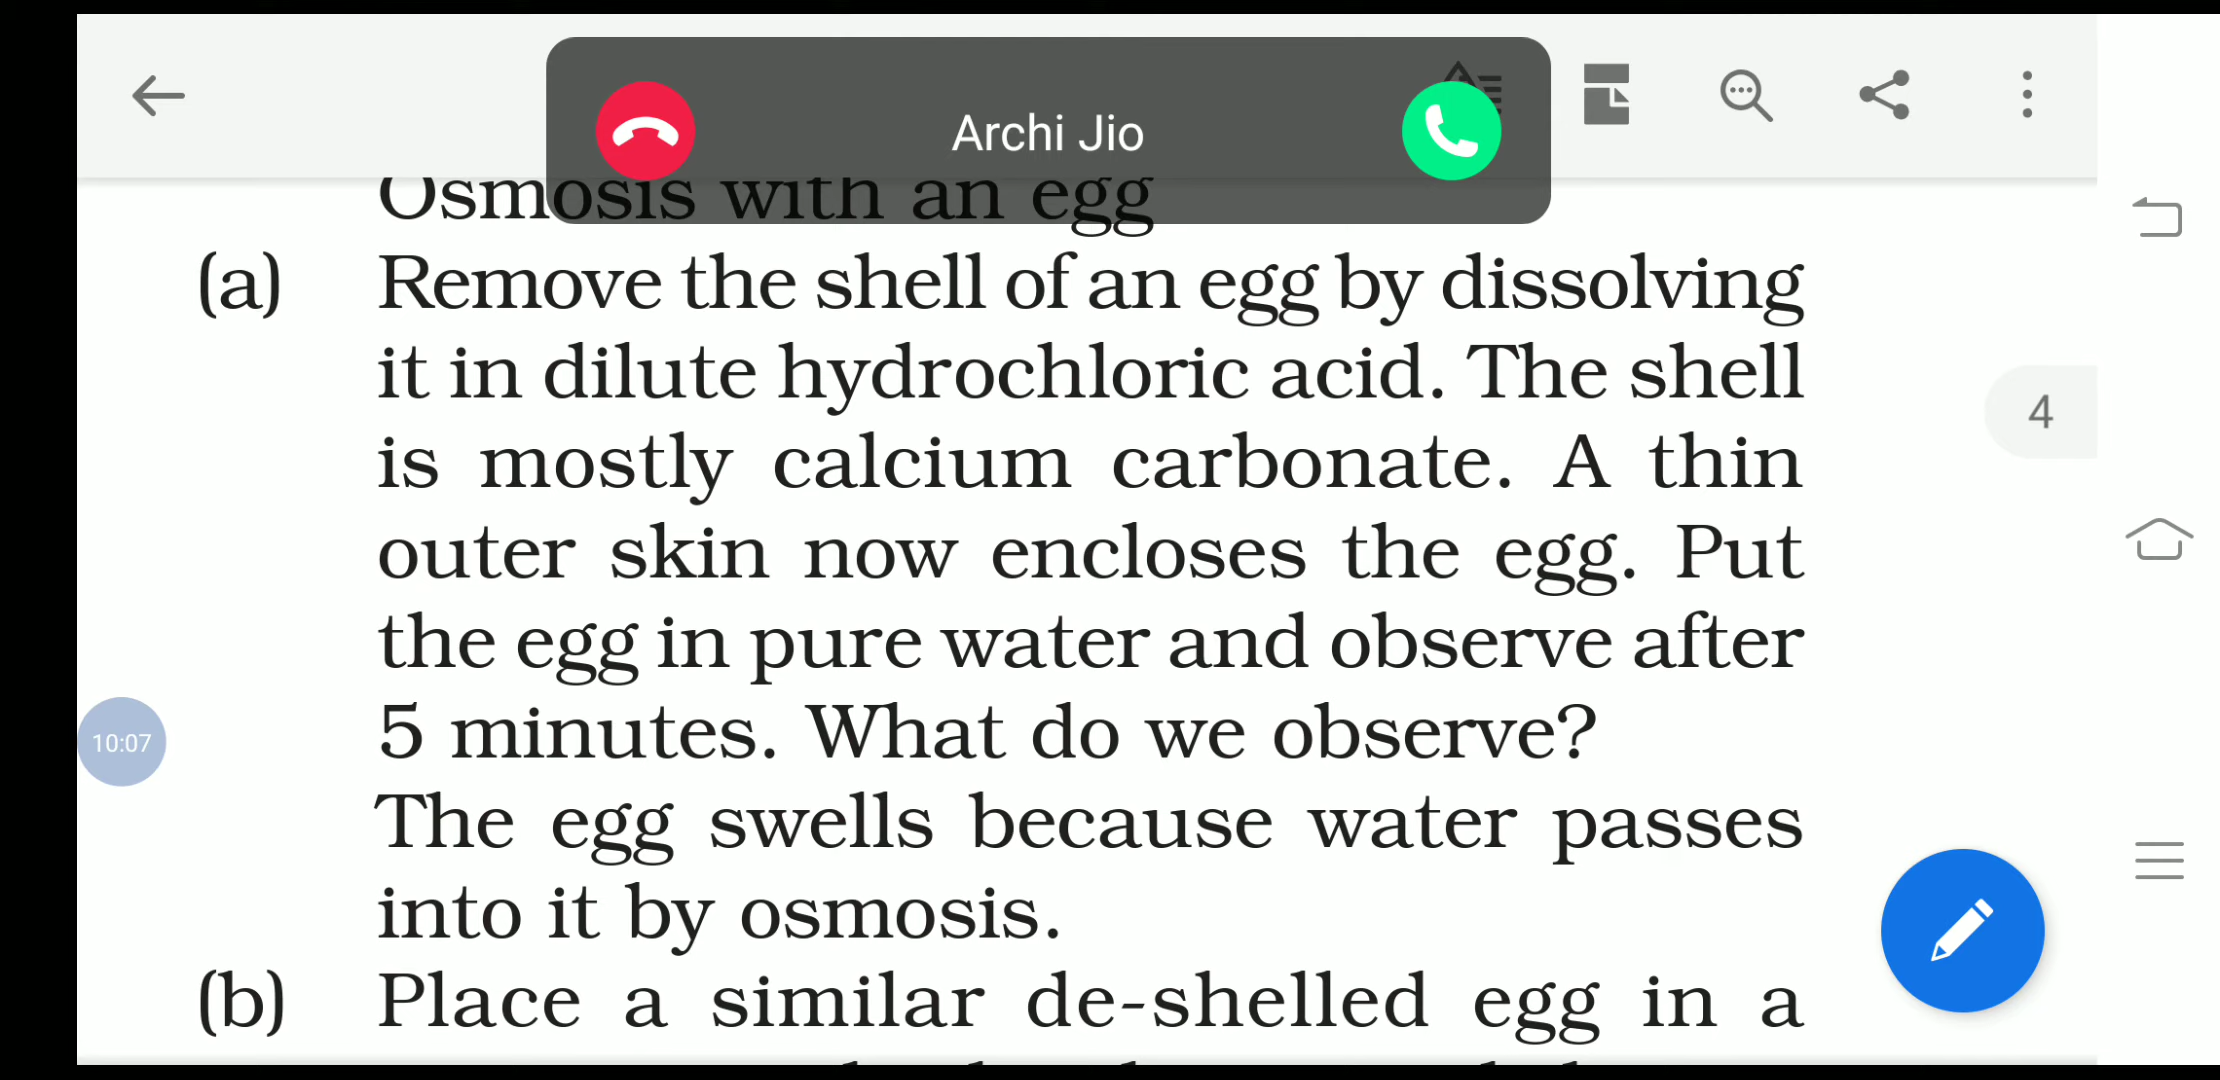 Archi Jio
Osmosis with an egg
(a) Remove the shell of an egg by dissolving
it in dilute hydrochloric acid. The shell
is mostly calcium carbonate. A thin
outer skin now encloses the egg. Put
the egg in pure water and observe after
5 minutes. What do we observe?
The egg swells because water passes
into it by osmosis.
(b) Place a similar de-shelled egg in a
4
10:07